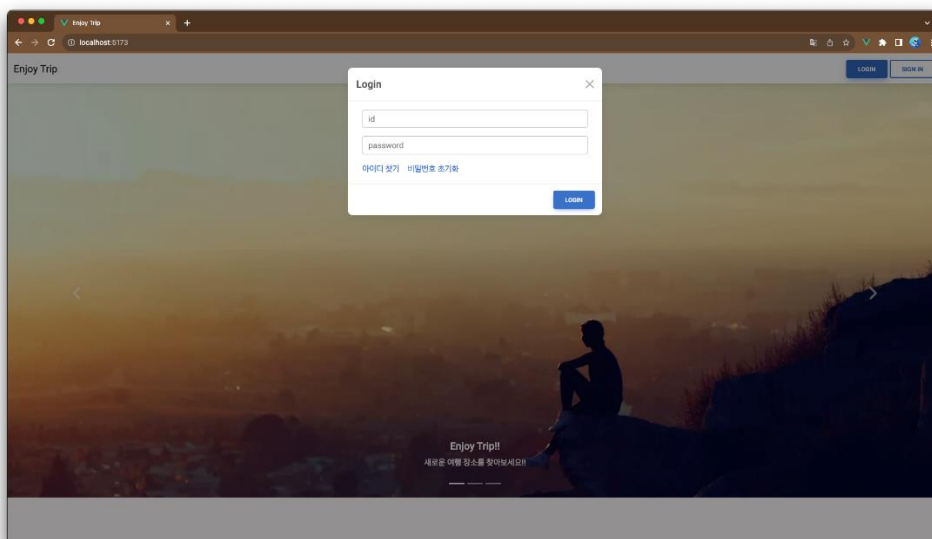 Enjoy Trip
localhost:5173
Enjoy Trip
LOGIN
SIGN IN
Login
id
password
아이디 찾기 비밀번호 초기화
LOGIN
Enjoy Trip!!
새로운 여행 장소를 찾아보세요!!